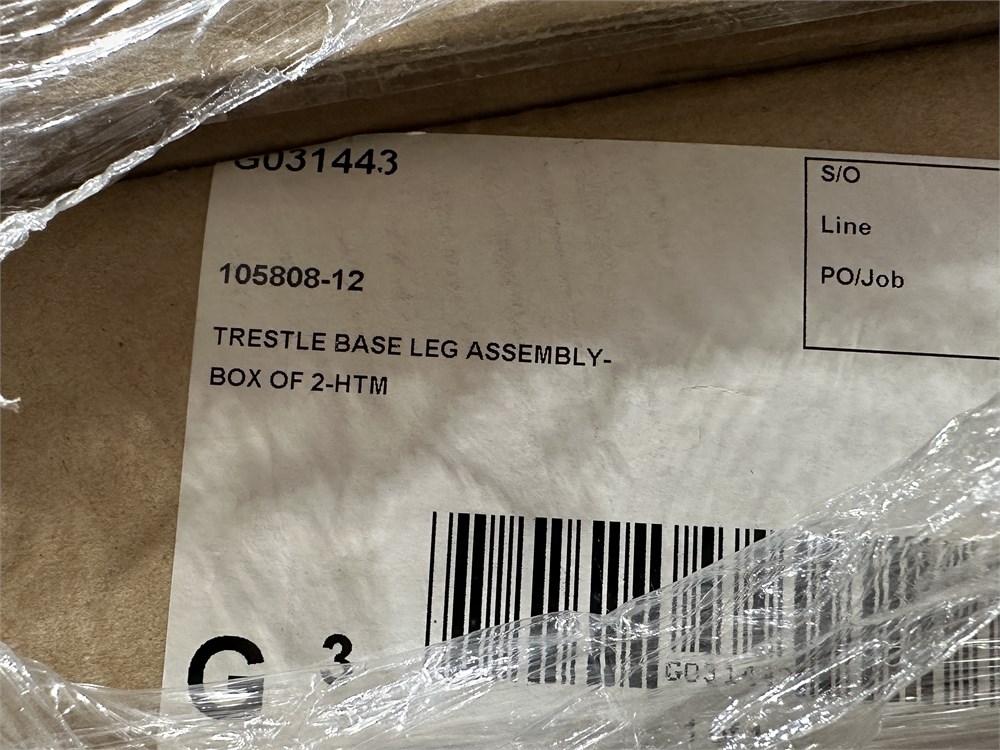 G031443
S/O
Line
PO/Job
105808-12
TRESTLE BASE LEG ASSEMBLY-
BOX OF 2-HTM
G 3